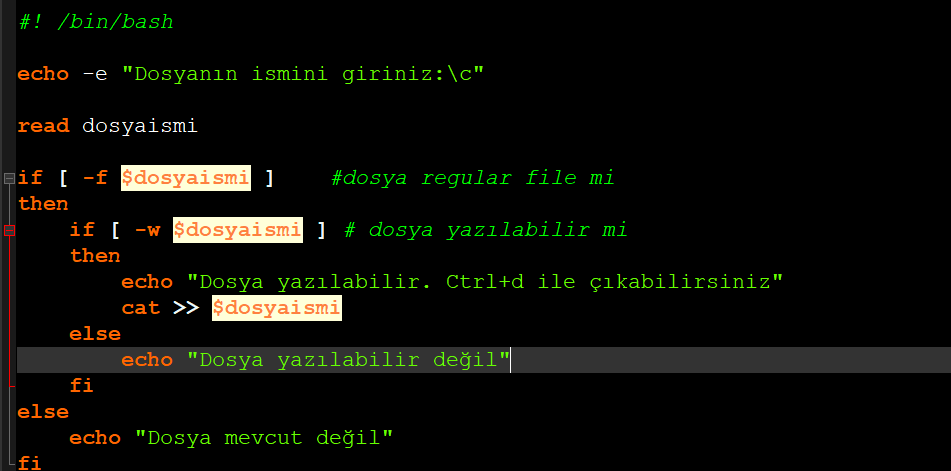 #! /bin/bash
echo -e "Dosyanın ismini giriniz:\c"
read dosyaismi
if [ -f $dosyaismi ] #dosya regular file mi
then
if [ -w $dosyaismi ] # dosya yazılabilir mi
then
echo "Dosya yazılabilir. Ctrl+d ile çıkabilirsiniz"
cat >> $dosyaismi
else
echo "Dosya yazılabilir değil"
fi
else
echo "Dosya mevcut değil"
fi